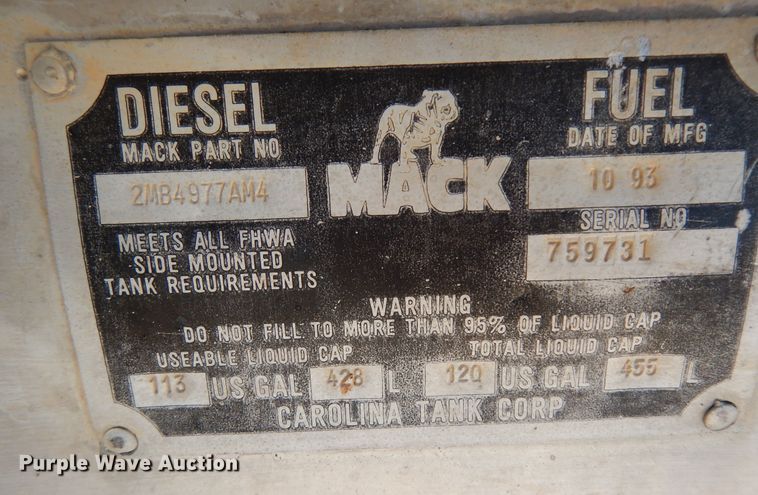 DIESEL FUEL
MACK PART NO
2MB4977AM4
MACK
DATE OF MFG
10 93
SERIAL NO
759731
MEETS ALL FHWA
SIDE MOUNTED
TANK REQUIREMENTS
WARNING
DO NOT FILL TO MORE THAN 95% OF LIQUID CAP
USEABLE LIQUID CAP TOTAL LIQUID CAP
113 US GAL 428 L 120 US GAL 455 L
CAROLINA TANK CORP
Purple Wave Auction